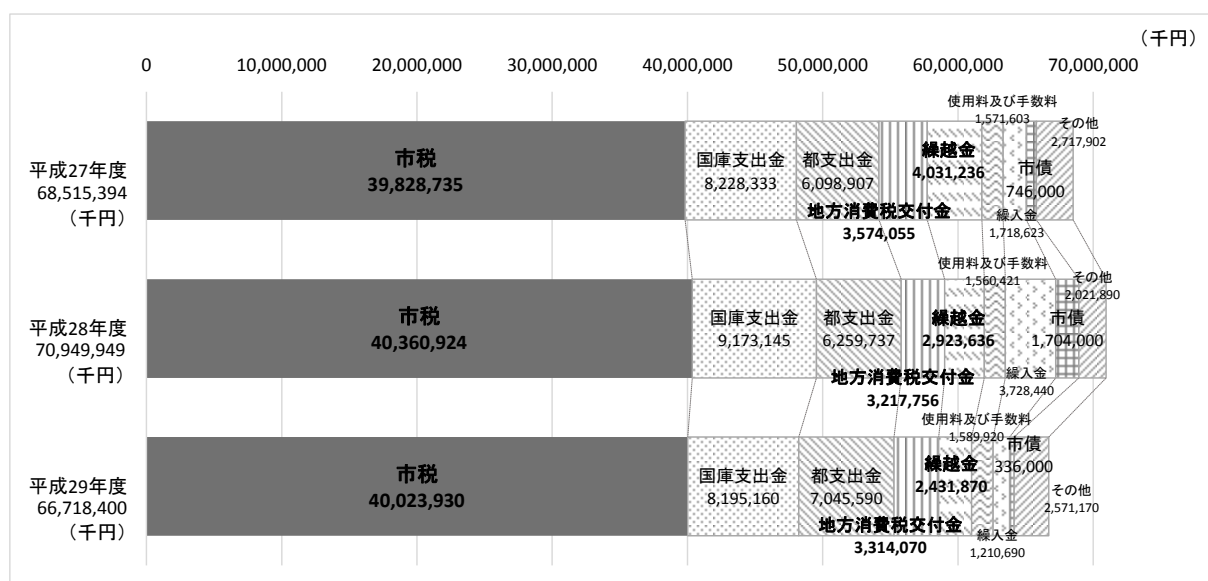 （千円）
0
10,000,000
20,000,000
30,000,000
40,000,000
50,000,000
60,000,000
70,000,000
平成27年度
68,515,394
（千円）
市税
39,828,735
国庫支出金
8,228,333
都支出金
6,098,907
地方消費税交付金
3,574,055
繰越金
4,031,236
使用料及び手数料
1,571,603
繰入金
1,718,623
市債
746,000
その他
2,717,902
平成28年度
70,949,949
（千円）
市税
40,360,924
国庫支出金
9,173,145
都支出金
6,259,737
地方消費税交付金
3,217,756
繰越金
2,923,636
使用料及び手数料
1,560,421
繰入金
3,728,440
市債
1,704,000
その他
2,021,890
平成29年度
66,718,400
（千円）
市税
40,023,930
国庫支出金
8,195,160
都支出金
7,045,590
地方消費税交付金
3,314,070
繰越金
2,431,870
使用料及び手数料
1,589,920
繰入金
1,210,690
市債
336,000
その他
2,571,170